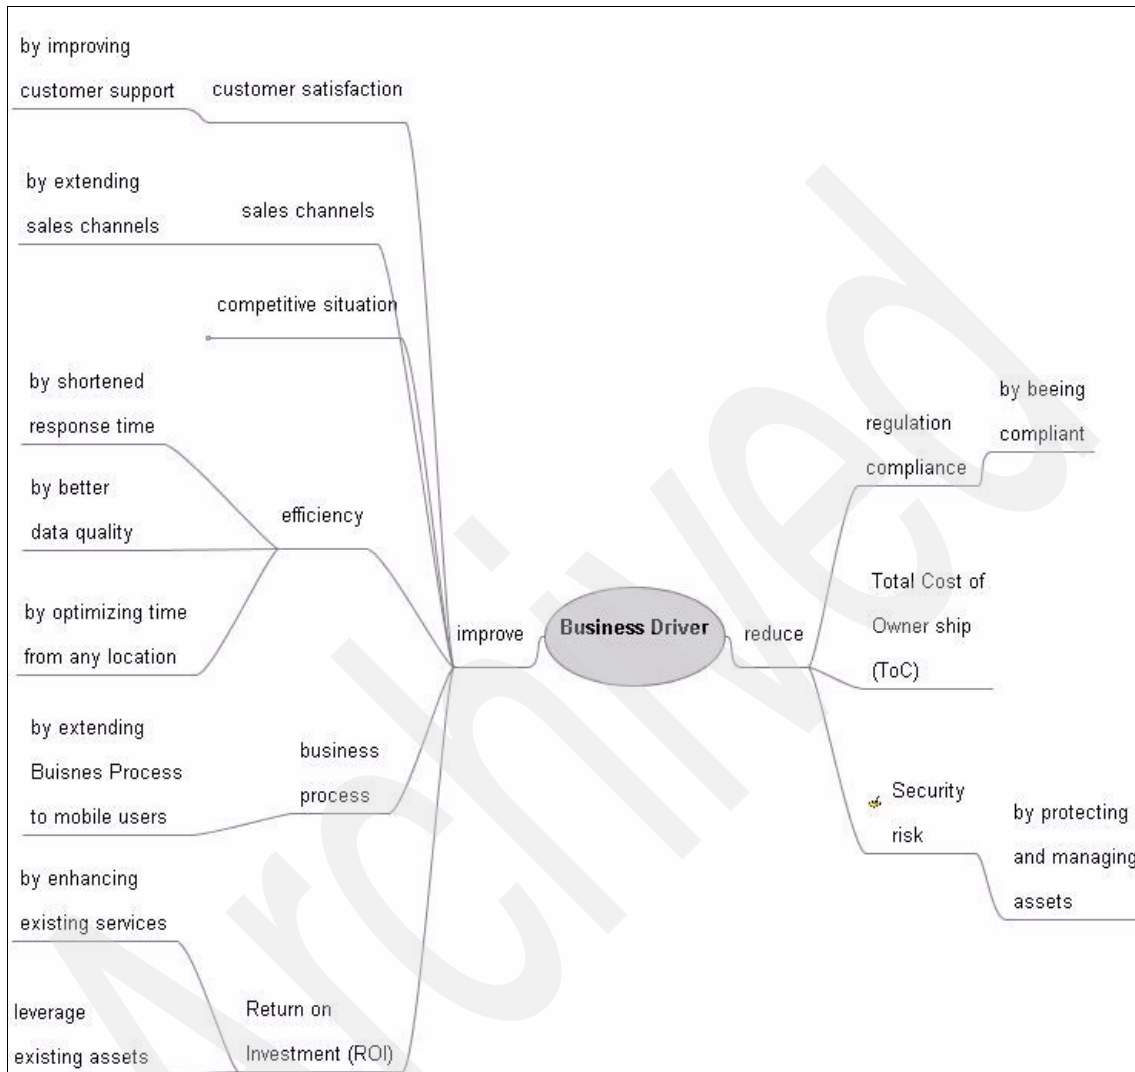 by improving
customer support
customer satisfaction
by extending
sales channels
sales channels
competitive situation
by shortened
response time
by better
data quality
efficiency
by optimizing time
from any location
improve
by extending
Buisnes Process
to mobile users
business
process
by enhancing
existing services
leverage
existing assets
Return on
Investment (ROI)
Business Driver
reduce
regulation
compliance
by beeing
compliant
Total Cost of
Owner ship
(ToC)
Security
risk
by protecting
and managing
assets
Archived